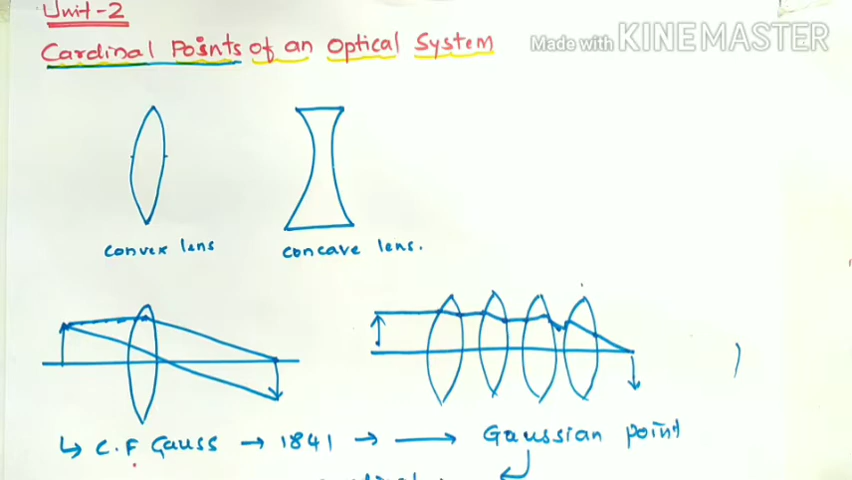 Unit-2
Cardinal Points of an Optical System
Made with KINEMASTER
convex lens
concave lens.
↳ C.F Gauss → 1841 → ⟶ Gaussian point